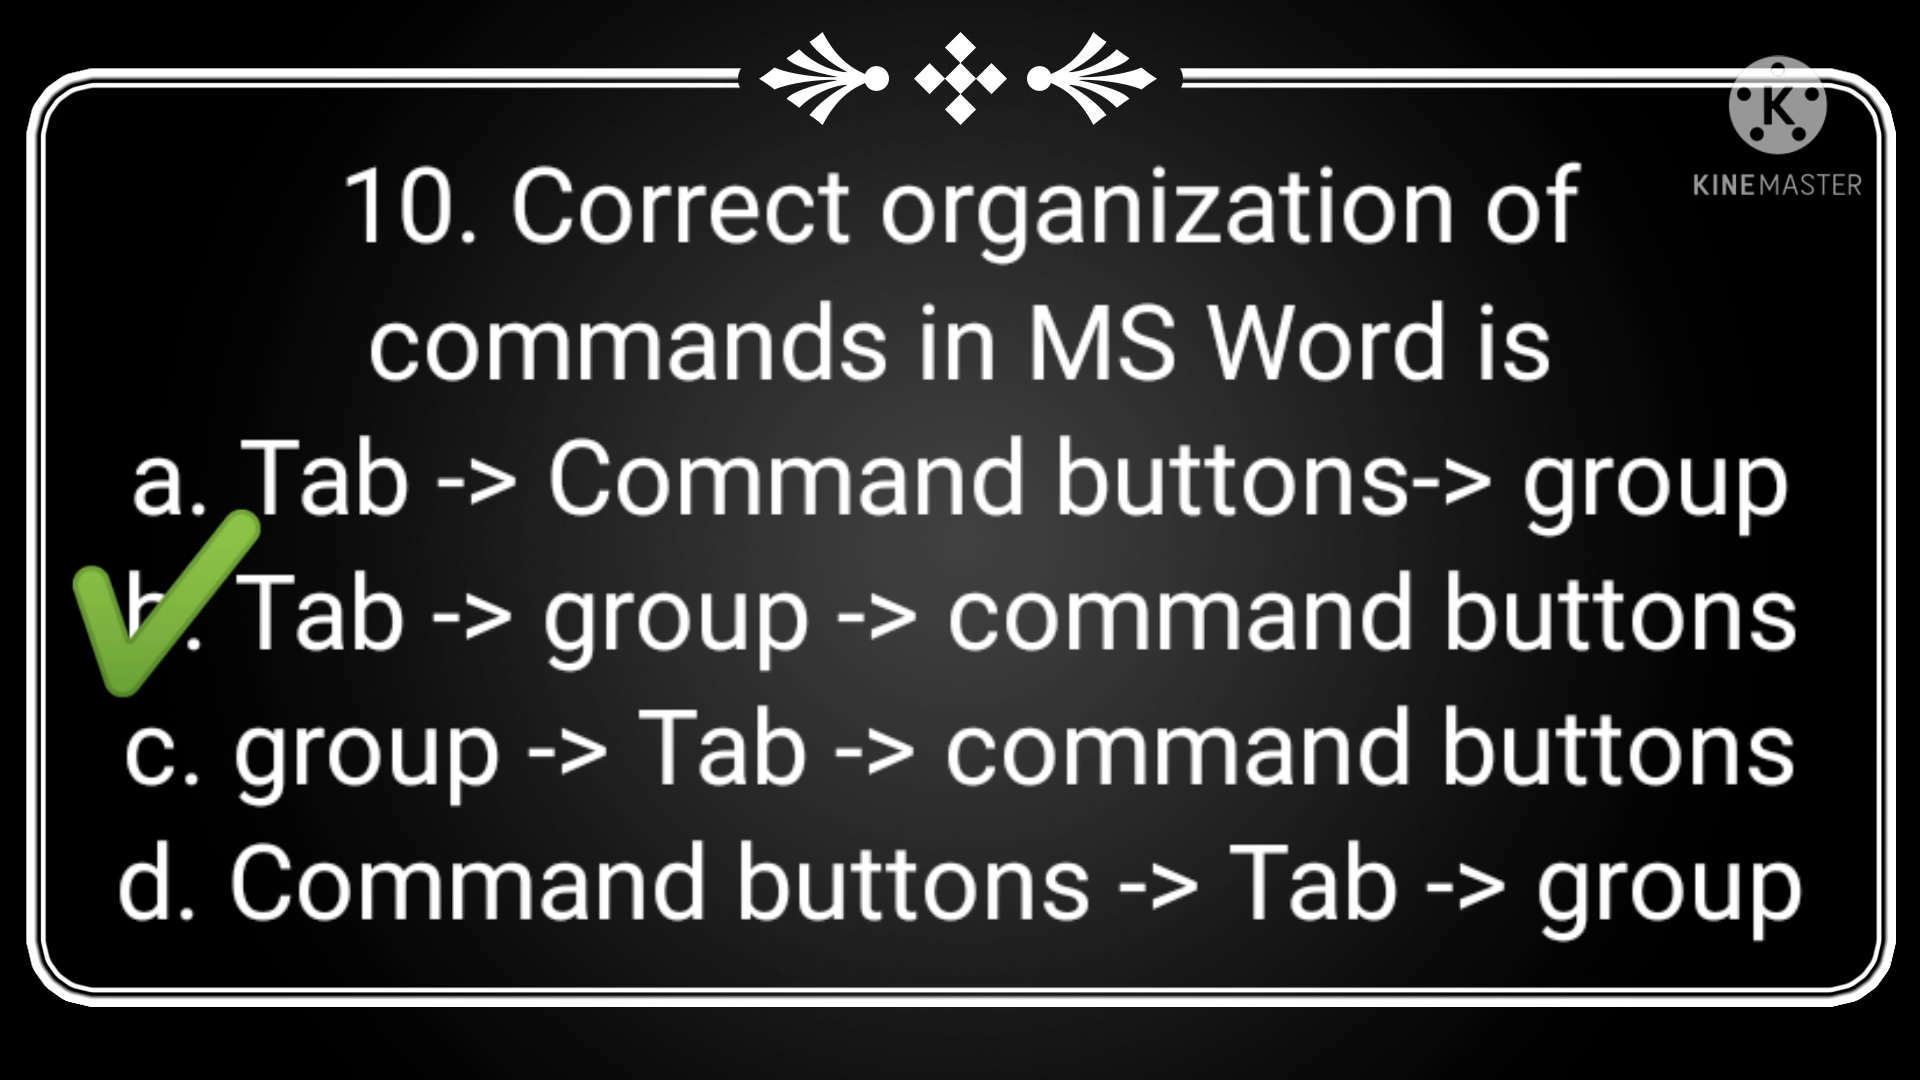 K
KINEMASTER
10. Correct organization of
commands in MS Word is
a. Tab -> Command buttons-> group
b. Tab -> group -> command buttons
c. group -> Tab -> command buttons
d. Command buttons -> Tab -> group